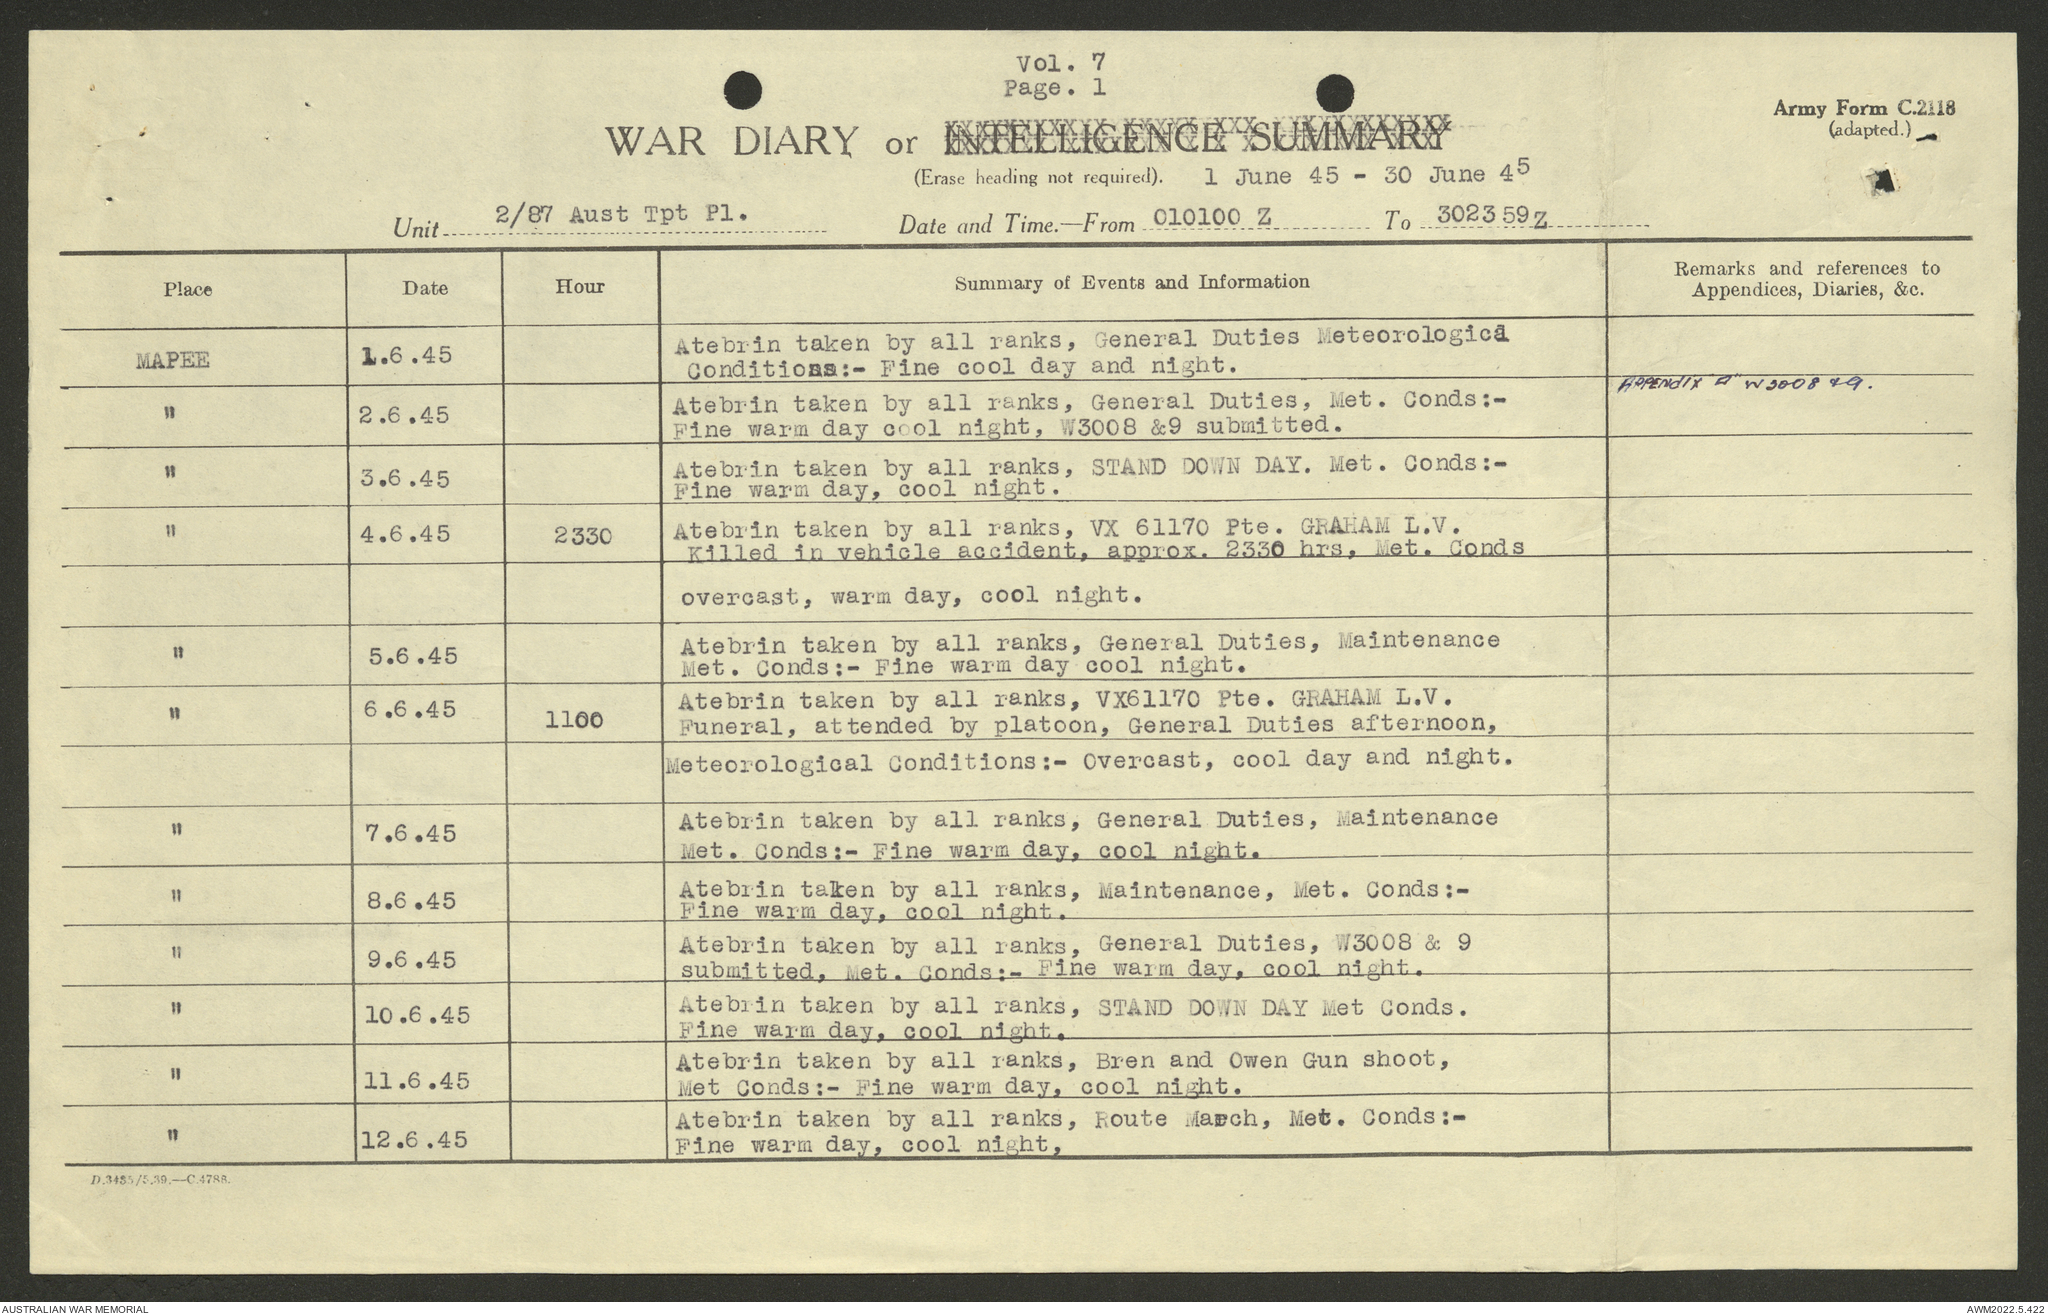 Vol. 7
Page. 1
Army Form C.2118
(adapted.)
WAR DIARY or INTELLIGENCE SUMMARY
(Erase heading not required). 1 June 45 - 30 June 45
Unit 2/87 Aust Tpt Pl. Date and Time.—From 010100 Z To 302359Z
Place Date Hour Summary of Events and Information Remarks and references to
Appendices, Diaries, &c.
MAPEE 1.6.45 Atebrin taken by all ranks, General Duties Meteorologica
Conditions:- Fine cool day and night.
APPENDIX "A" W3008 & 9.
" 2.6.45 Atebrin taken by all ranks, General Duties, Met. Conds:-
Fine warm day cool night, W3008 &9 submitted.
" 3.6.45 Atebrin taken by all ranks, STAND DOWN DAY. Met. Conds:-
Fine warm day, cool night.
" 4.6.45 2330 Atebrin taken by all ranks, VX 61170 Pte. GRAHAM L.V.
Killed in vehicle accident, approx. 2330 hrs, Met. Conds
overcast, warm day, cool night.
" 5.6.45 Atebrin taken by all ranks, General Duties, Maintenance
Met. Conds:- Fine warm day cool night.
" 6.6.45 1100 Atebrin taken by all ranks, VX61170 Pte. GRAHAM L.V.
Funeral, attended by platoon, General Duties afternoon,
Meteorological Conditions:- Overcast, cool day and night.
" 7.6.45 Atebrin taken by all ranks, General Duties, Maintenance
Met. Conds:- Fine warm day, cool night.
" 8.6.45 Atebrin taken by all ranks, Maintenance, Met. Conds:-
Fine warm day, cool night.
" 9.6.45 Atebrin taken by all ranks, General Duties, W3008 & 9
submitted, Met. Conds:- Fine warm day, cool night.
" 10.6.45 Atebrin taken by all ranks, STAND DOWN DAY Met Conds.
Fine warm day, cool night.
" 11.6.45 Atebrin taken by all ranks, Bren and Owen Gun shoot,
Met Conds:- Fine warm day, cool night.
" 12.6.45 Atebrin taken by all ranks, Route March, Met. Conds:-
Fine warm day, cool night,
D.3435/5.39.—C.4788.
AUSTRALIAN WAR MEMORIAL AWM2022.5.422